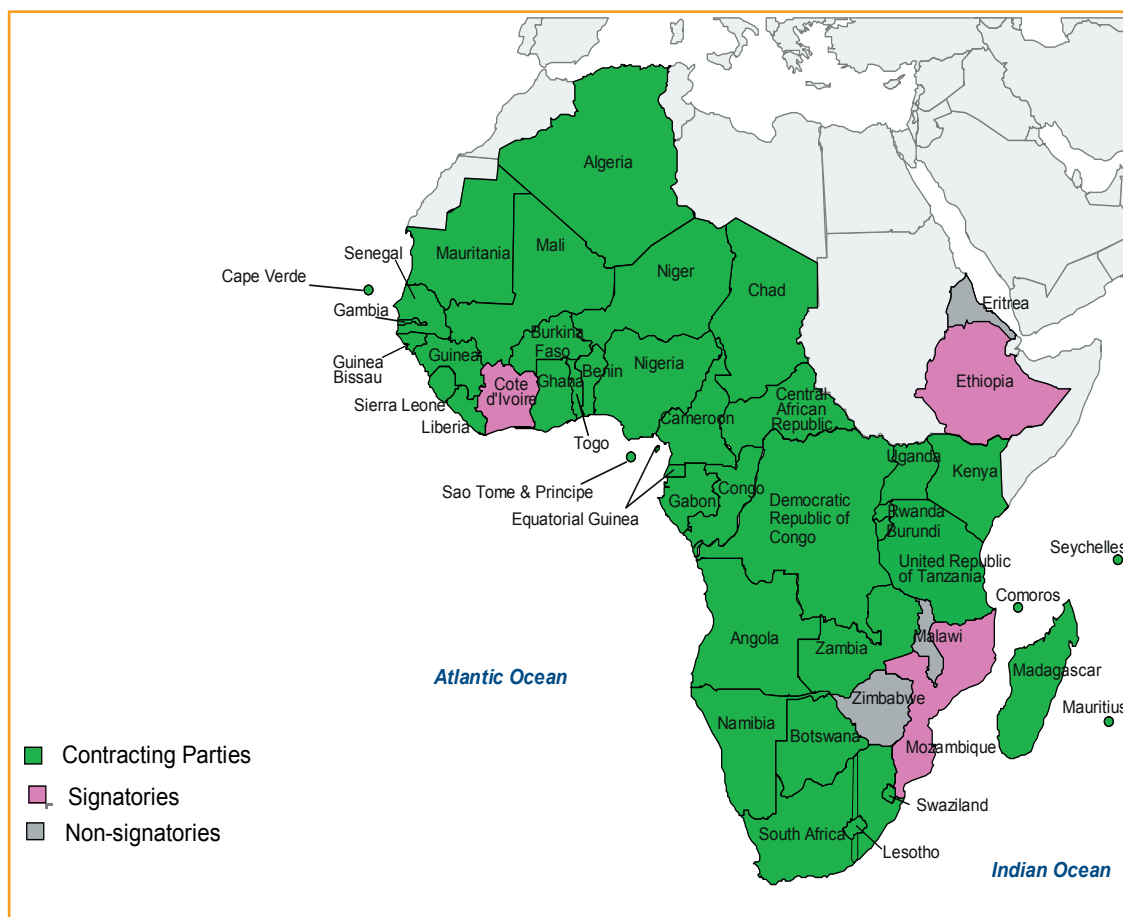 Algeria
Mali
Mauritania
Senegal
Niger
Cape Verde
Chad
Gambia
Eritrea
Burkina
Faso
Guinea
Guinea
Bissau
Nigeria
Benin
Ghana
Cote
d'Ivoire
Ethiopia
Central
African
Republic
Sierra Leone
Liberia
Cameroon
Togo
Uganda
Kenya
Sao Tome & Principe
Congo
Gabon
Democratic
Republic of
Congo
Equatorial Guinea
Rwanda
Burundi
Seychelles
United Republic
of Tanzania
Comoros
Angola
Malawi
Zambia
Madagascar
Atlantic Ocean
Zimbabwe
Mauritius
Namibia
Botswana
Mozambique
Contracting Parties
Signatories
Swaziland
Non-signatories
South Africa
Lesotho
Indian Ocean